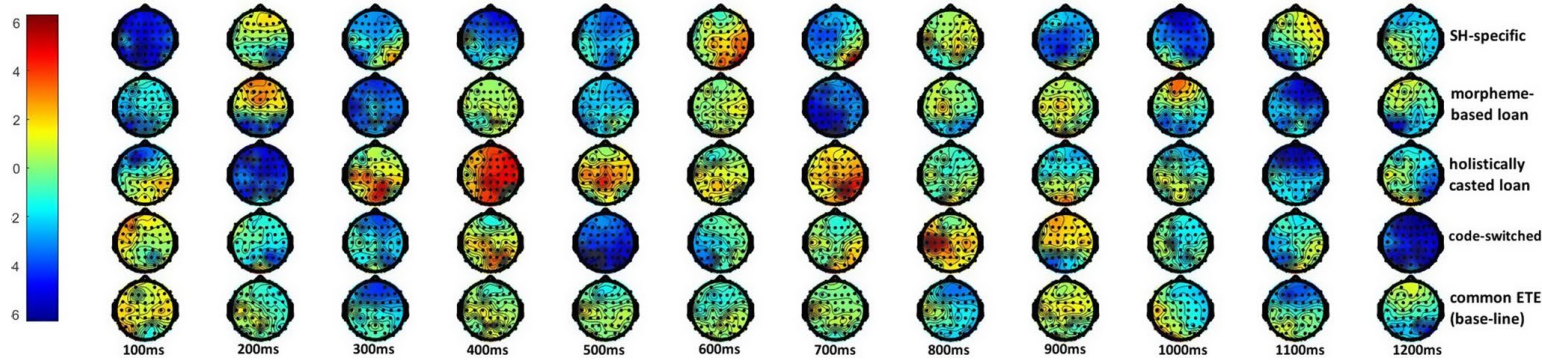 6
4
2
0
2
4
6
SH-specific
morpheme-
based loan
holistically
casted loan
code-switched
common ETE
(base-line)
100ms 200ms 300ms 400ms 500ms 600ms 700ms 800ms 900ms 1000ms 1100ms 1200ms